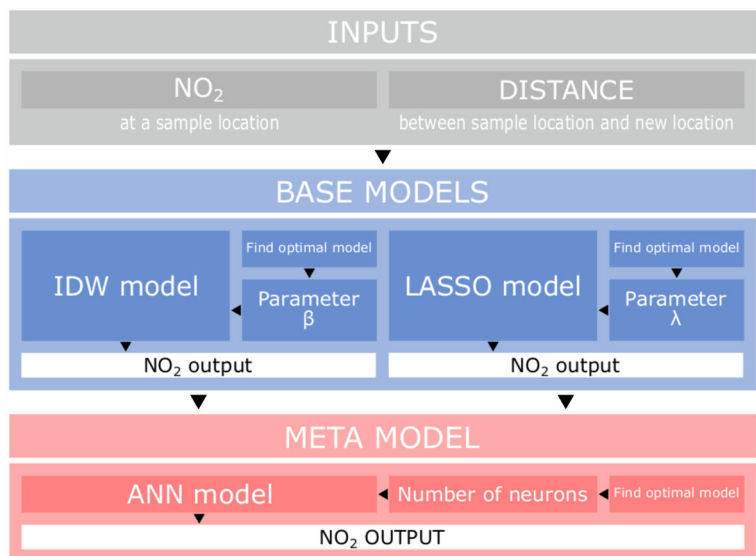 INPUTS
NO₂
at a sample location
DISTANCE
between sample location and new location
BASE MODELS
IDW model
Find optimal model
Parameter
β
NO₂ output
LASSO model
Find optimal model
Parameter
λ
NO₂ output
META MODEL
ANN model
Number of neurons
Find optimal model
NO₂ OUTPUT